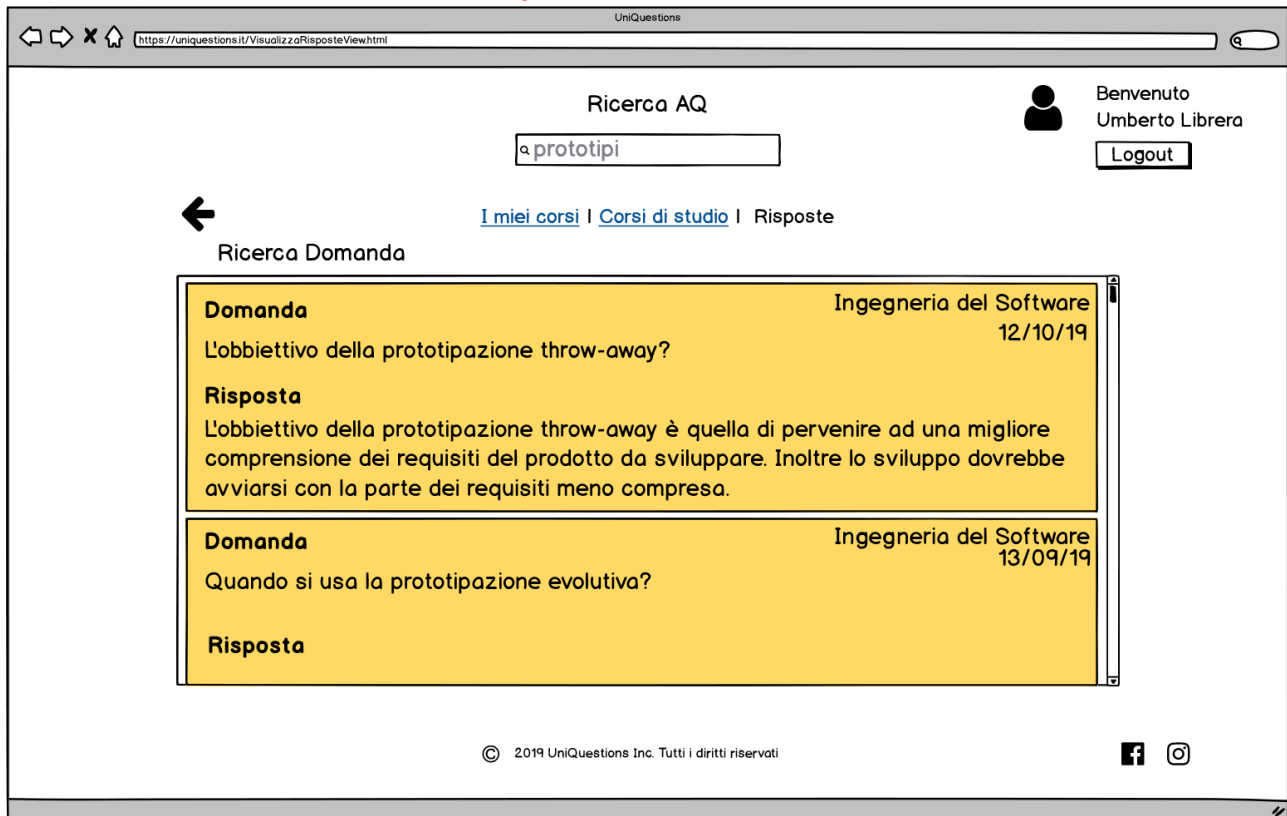 UniQuestions
https://uniquestions.it/VisualizzaRisposteView.html
Ricerca AQ
prototipi
Benvenuto
Umberto Librera
Logout
I miei corsi | Corsi di studio | Risposte
Ricerca Domanda
Domanda
Ingegneria del Software
12/10/19
L'obbiettivo della prototipazione throw-away?
Risposta
L'obbiettivo della prototipazione throw-away è quella di pervenire ad una migliore
comprensione dei requisiti del prodotto da sviluppare. Inoltre lo sviluppo dovrebbe
avviarsi con la parte dei requisiti meno compresa.
Domanda
Ingegneria del Software
13/09/19
Quando si usa la prototipazione evolutiva?
Risposta
© 2019 UniQuestions Inc. Tutti i diritti riservati